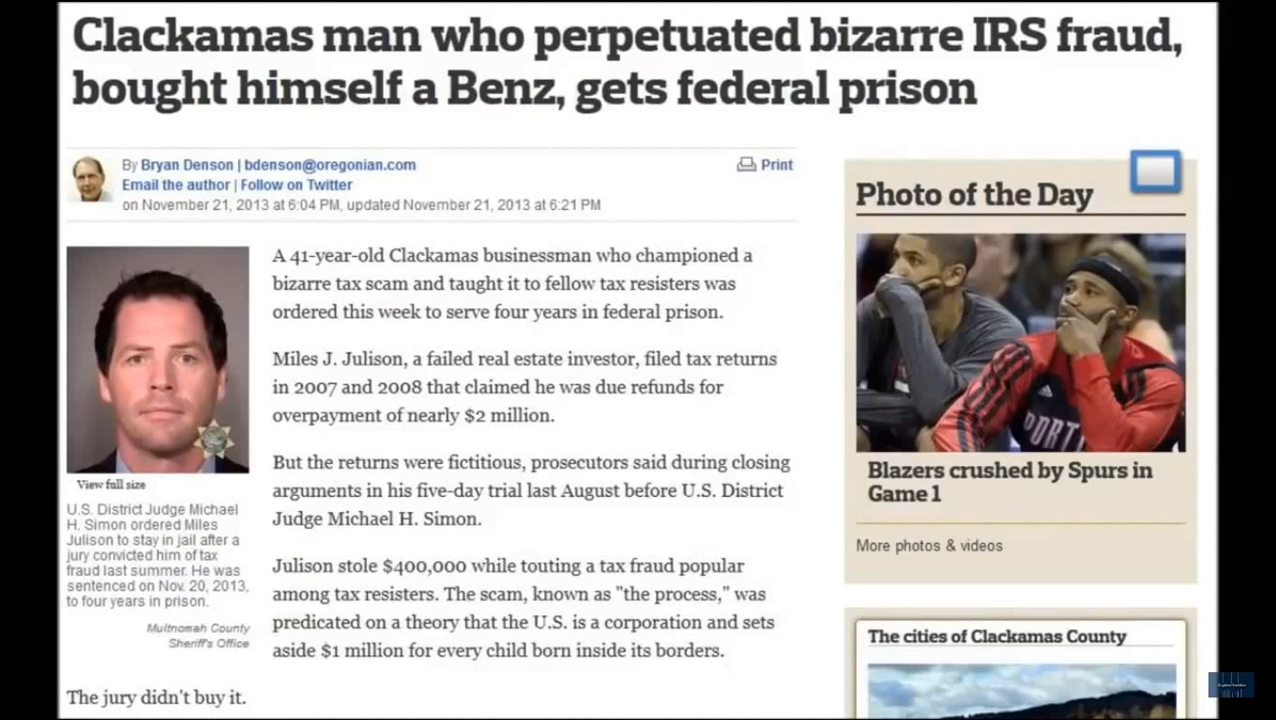 Clackamas man who perpetuated bizarre IRS fraud,
bought himself a Benz, gets federal prison
By Bryan Denson | bdenson@oregonian.com
Email the author | Follow on Twitter
on November 21, 2013 at 6:04 PM, updated November 21, 2013 at 6:21 PM
Print
View full size
U.S. District Judge Michael
H. Simon ordered Miles
Julison to stay in jail after a
jury convicted him of tax
fraud last summer. He was
sentenced on Nov. 20, 2013,
to four years in prison.
Multnomah County
Sheriff's Office
A 41-year-old Clackamas businessman who championed a
bizarre tax scam and taught it to fellow tax resisters was
ordered this week to serve four years in federal prison.
Miles J. Julison, a failed real estate investor, filed tax returns
in 2007 and 2008 that claimed he was due refunds for
overpayment of nearly $2 million.
But the returns were fictitious, prosecutors said during closing
arguments in his five-day trial last August before U.S. District
Judge Michael H. Simon.
Julison stole $400,000 while touting a tax fraud popular
among tax resisters. The scam, known as "the process," was
predicated on a theory that the U.S. is a corporation and sets
aside $1 million for every child born inside its borders.
The jury didn't buy it.
Photo of the Day
PORT
Blazers crushed by Spurs in
Game 1
More photos & videos
The cities of Clackamas County